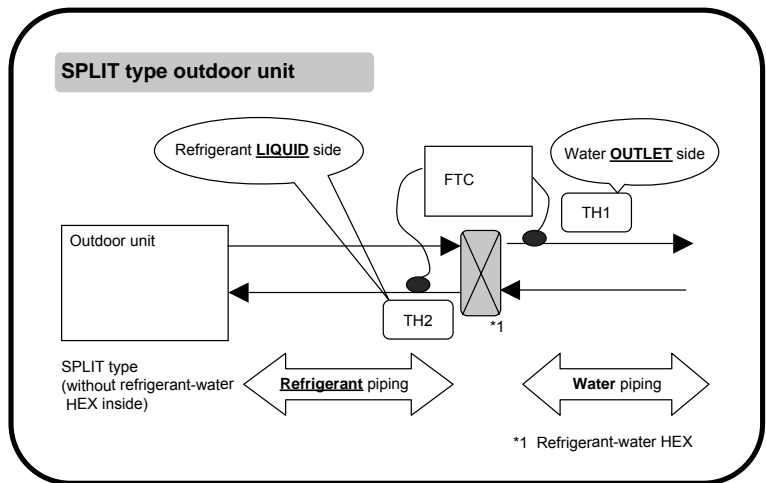 SPLIT type outdoor unit
Refrigerant LIQUID side
FTC
Water OUTLET side
TH1
Outdoor unit
TH2
*1
SPLIT type
(without refrigerant-water
HEX inside)
Refrigerant piping
Water piping
*1 Refrigerant-water HEX